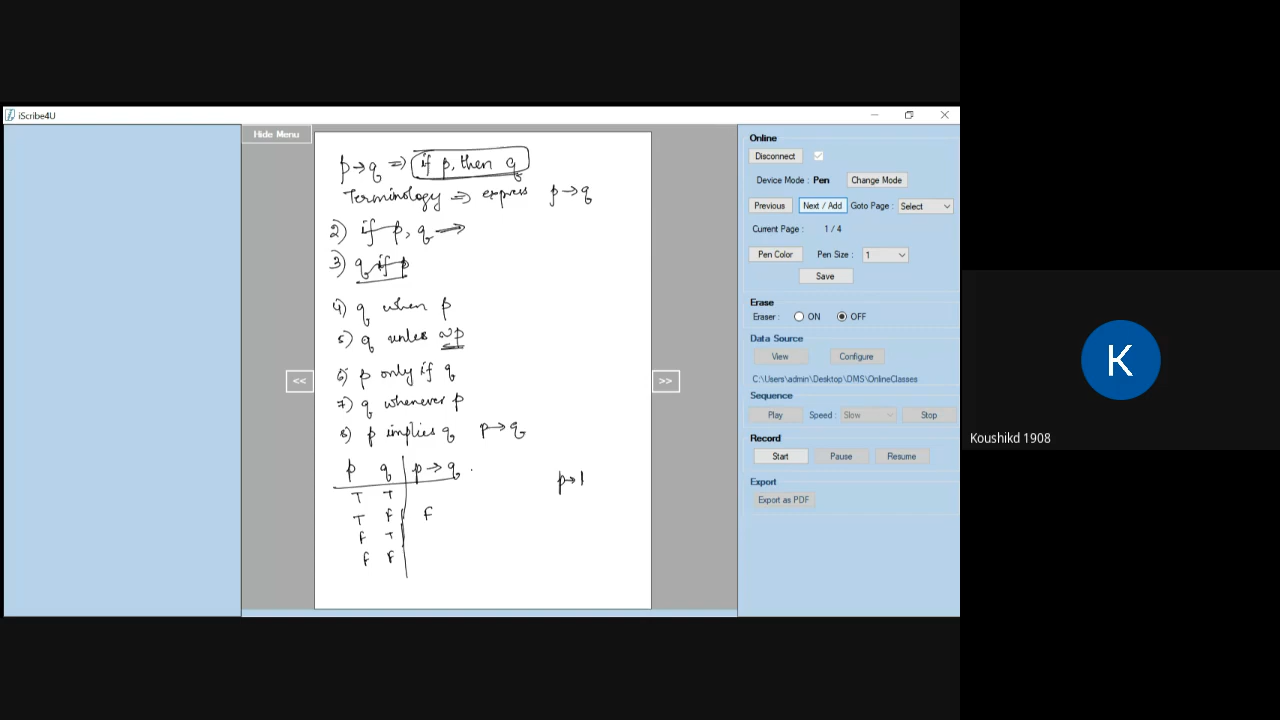 iScribe4U
Hide Menu
p→q ⇒ if p, then q
Terminology ⇒ express p→q
2) if p, q →
3) q if p
4) q when p
5) q unles ~p
6) p only if q
7) q whenever p
8) p implies q p→q
p q p→q
T T
T F F
F T
F F
p→
<<
>>
Online
Disconnect
Device Mode : Pen Change Mode
Previous Next / Add Goto Page : Select
Current Page : 1 / 4
Pen Color Pen Size : 1
Save
Erase
Eraser : ON OFF
Data Source
View Configure
C:\Users\admin\Desktop\DMS\OnlineClasses
Sequence
Play Speed : Slow Stop
Record
Start Pause Resume
Export
Export as PDF
K
Koushikd 1908